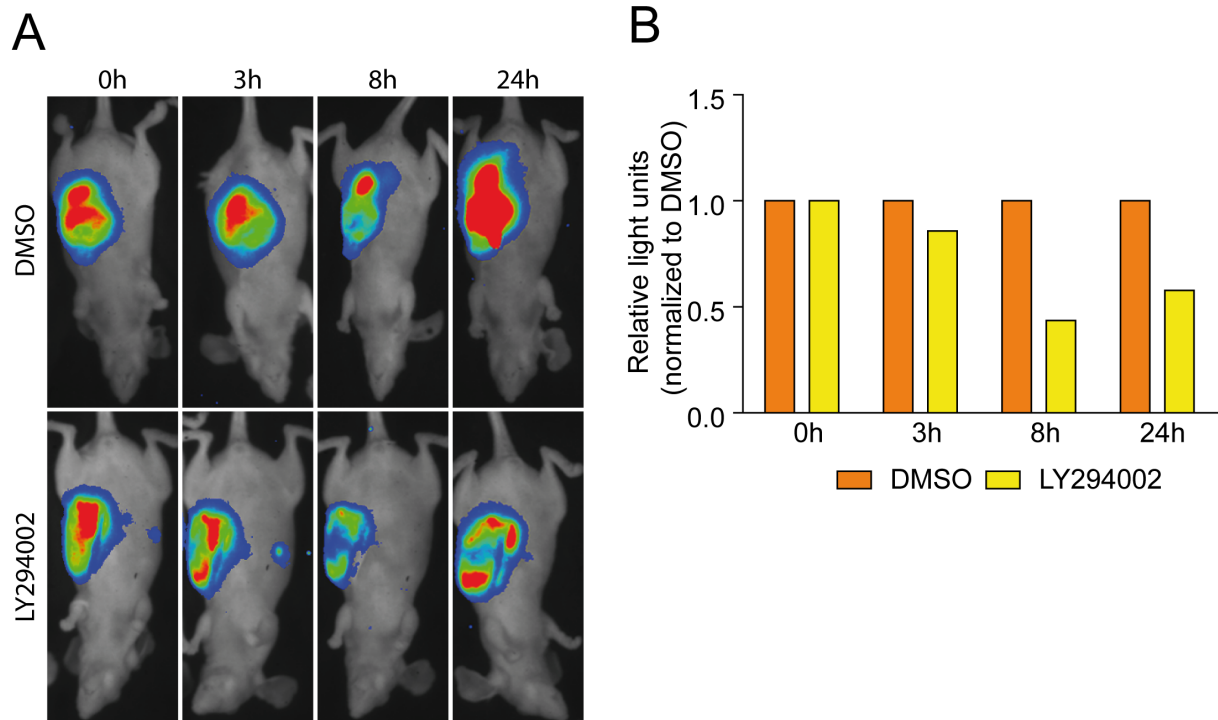 A
0h 3h 8h 24h
DMSO
LY294002
B
Relative light units
(normalized to DMSO)
1.5
1.0
0.5
0.0
0h 3h 8h 24h
DMSO LY294002